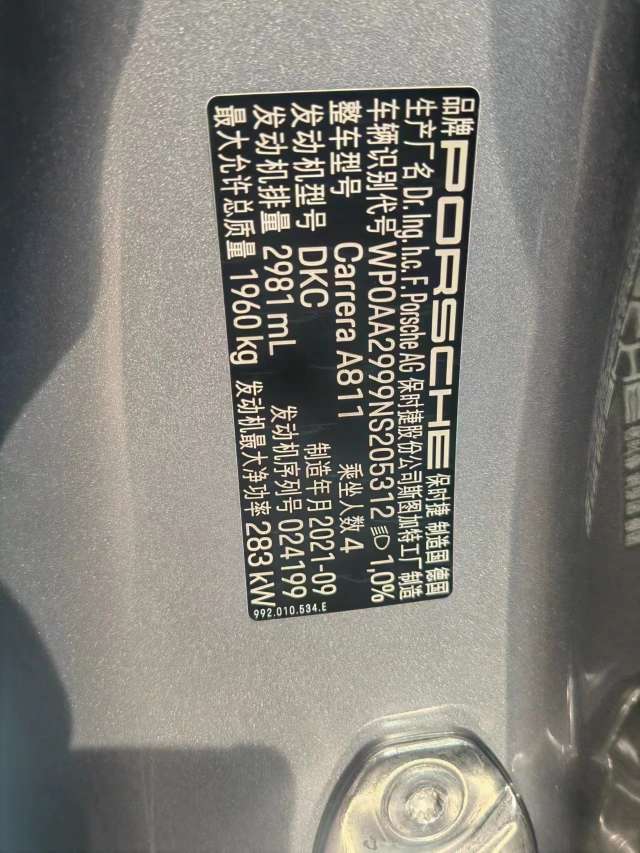 品牌 PORSCHE 保时捷 制造国 德国
生产厂名 Dr. Ing. h.c. F. Porsche AG 保时捷股份公司斯图加特工厂制造
车辆识别代号 WP0AA2999NS205312 1,0%
整车型号 Carrera A811 乘坐人数 4
发动机型号 DKC 制造年月 2021-09
发动机排量 2981 mL 发动机序列号 024199
最大允许总质量 1960 kg 发动机最大净功率 283 kW
992.010.534.E